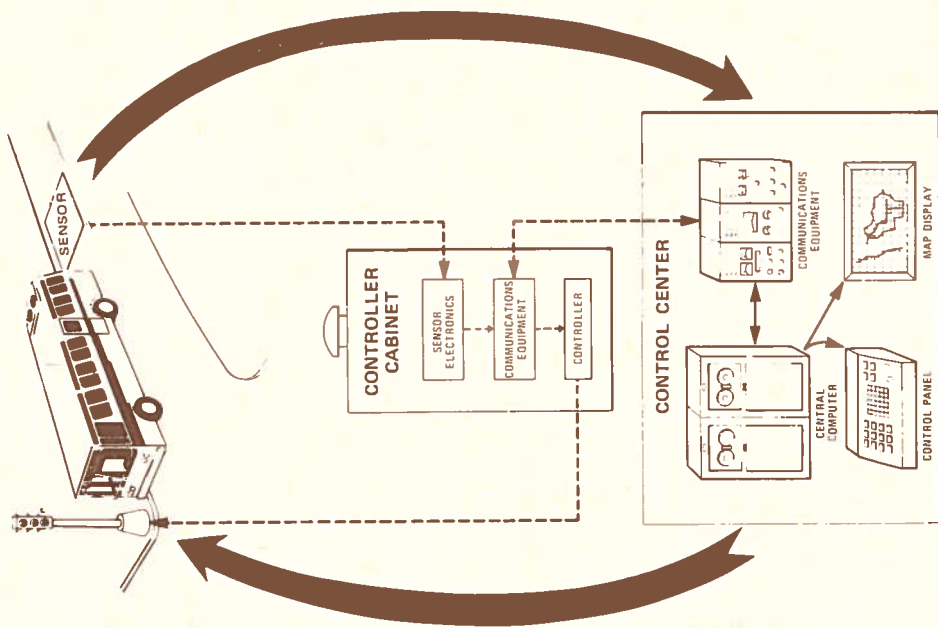 SENSOR
CONTROLLER
CABINET
SENSOR
ELECTRONICS
COMMUNICATIONS
EQUIPMENT
CONTROLLER
CONTROL CENTER
COMMUNICATIONS
EQUIPMENT
CENTRAL
COMPUTER
MAP DISPLAY
CONTROL PANEL